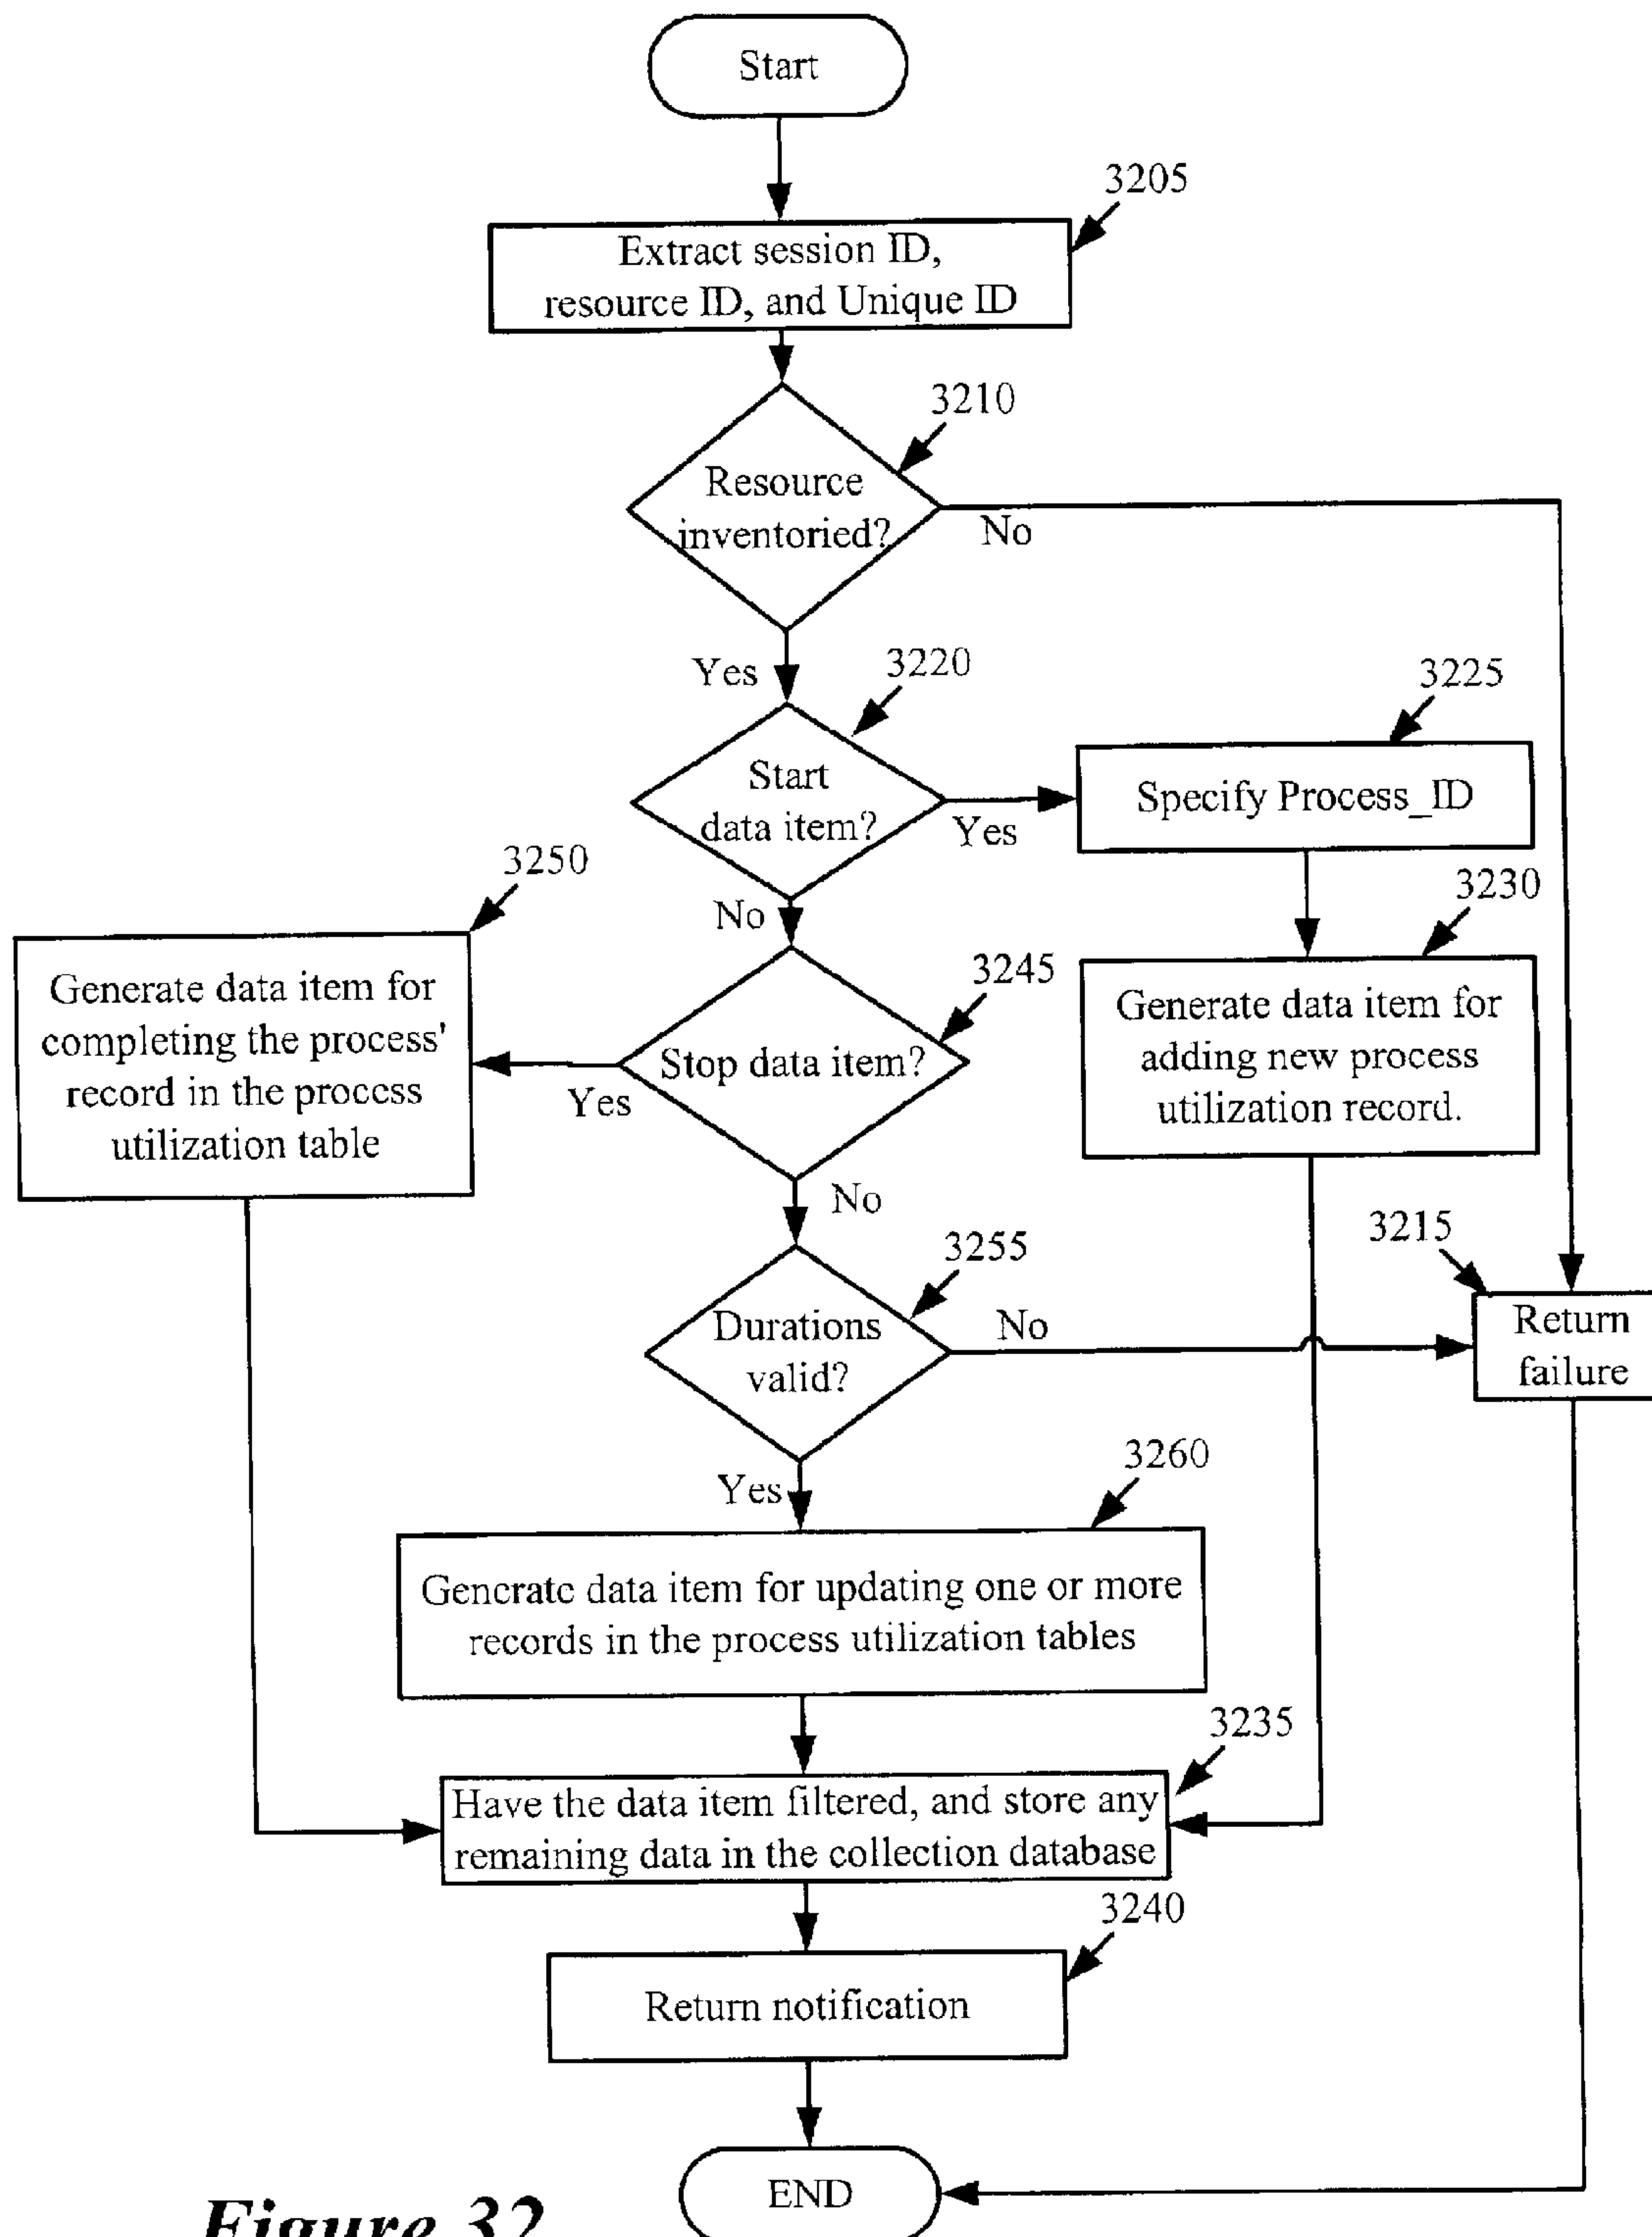 Start
3205
Extract session ID,
resource ID, and Unique ID
3210
Resource
inventoried?
No
Yes
3220
3225
Start
data item?
Yes
Specify Process_ID
3250
No
3230
Generate data item for
completing the process'
record in the process
utilization table
3245
Stop data item?
Yes
Generate data item for
adding new process
utilization record.
No
3215
3255
Durations
valid?
No
Return
failure
Yes
3260
Generate data item for updating one or more
records in the process utilization tables
3235
Have the data item filtered, and store any
remaining data in the collection database
3240
Return notification
END
Figure 32